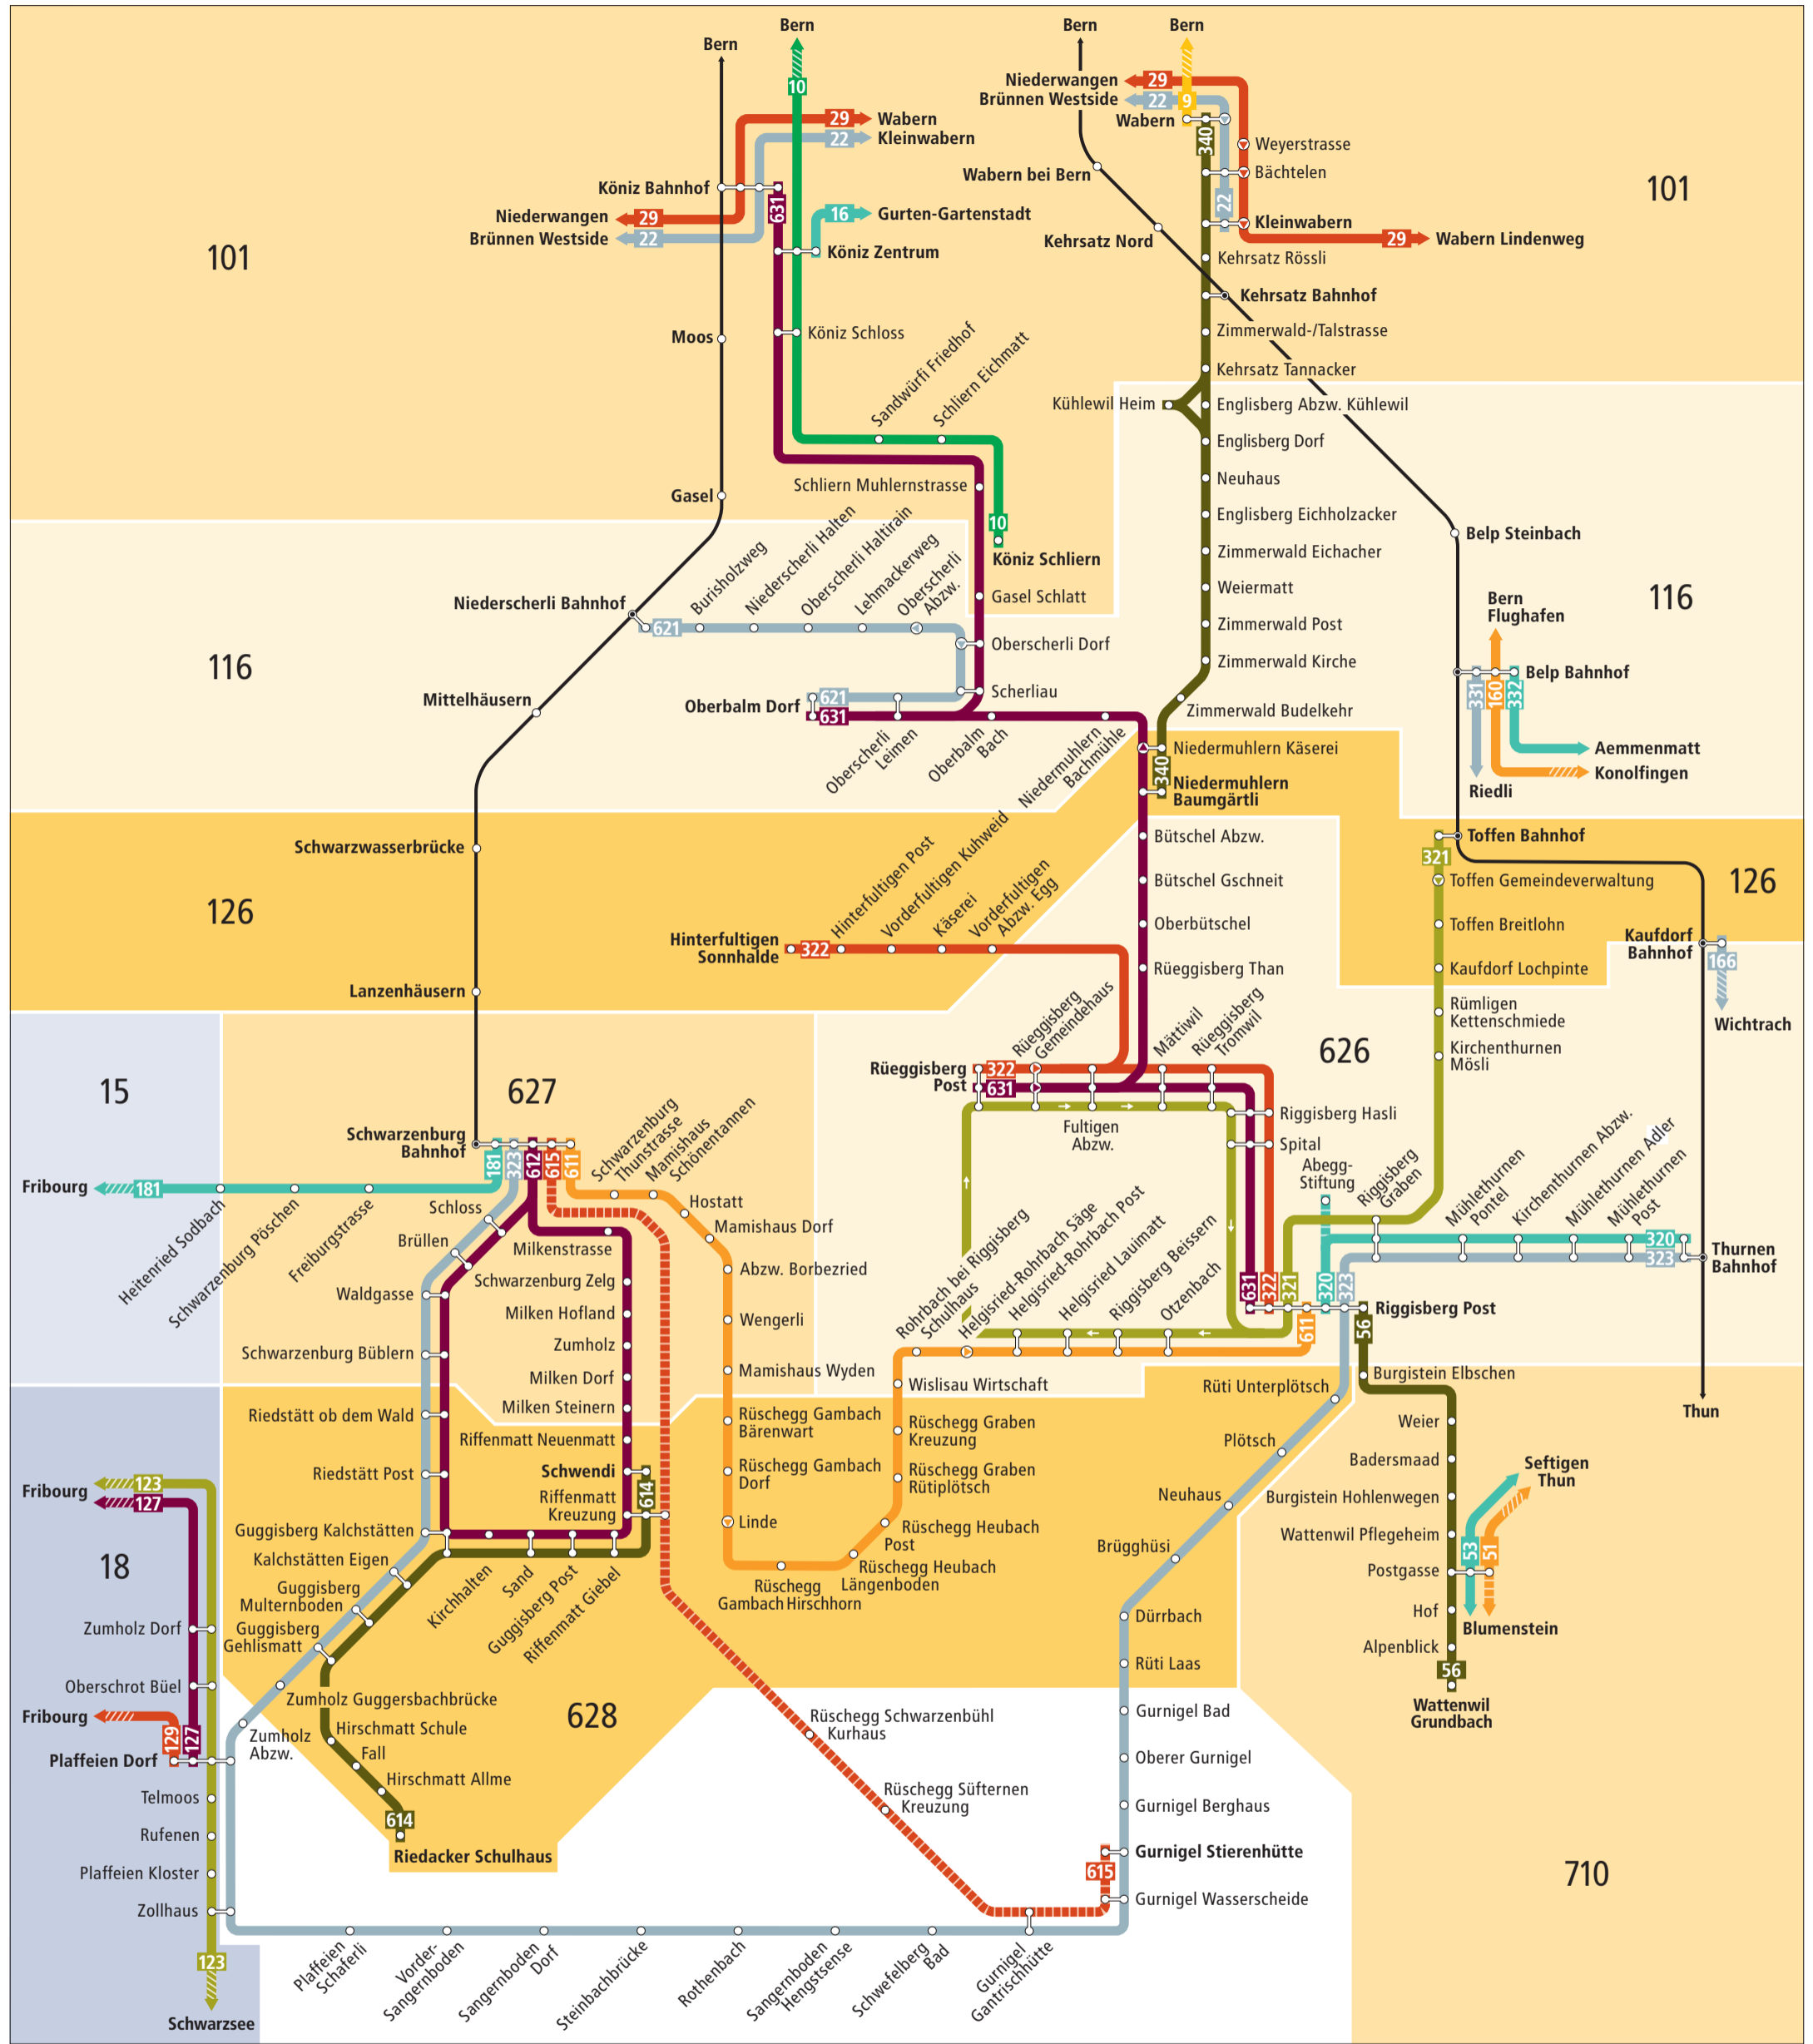 Bern
Bern
Bern
Bern
10
Niederwangen
29
Brünnen Westside
22
9
Wabern
340
29
Wabern
22
Kleinwabern
Weyerstrasse
Bächtelen
Wabern bei Bern
Köniz Bahnhof
631
22
101
Niederwangen
29
16
Gurten-Gartenstadt
Kleinwabern
Brünnen Westside
22
Kehrsatz Nord
29
Wabern Lindenweg
101
Köniz Zentrum
Kehrsatz Rössli
Kehrsatz Bahnhof
Moos
Köniz Schloss
Zimmerwald-/Talstrasse
Sandwürfi Friedhof
Schliern Eichmatt
Kehrsatz Tannacker
Kühlewil Heim
Englisberg Abzw. Kühlewil
Englisberg Dorf
Gasel
Schliern Muhlernstrasse
Neuhaus
10
Englisberg Eichholzacker
Köniz Schliern
Belp Steinbach
Zimmerwald Eichacher
Niederscherli Bahnhof
621
Burisholzweg
Niederscherli Halten
Oberscherli Haltirain
Lehmackerweg
Oberscherli
Abzw.
Gasel Schlatt
Weiermatt
116
Bern
Flughafen
Zimmerwald Post
Oberscherli Dorf
116
Zimmerwald Kirche
Belp Bahnhof
331
160
332
Mittelhäusern
Scherliau
Oberbalm Dorf
621
631
Zimmerwald Budelkehr
Oberscherli
Leimen
Oberbalm
Bach
Niedermuhlern
Bachmühle
Niedermuhlern Käserei
340
Niedermuhlern
Baumgärtli
Aemmenmatt
Konolfingen
Riedli
Schwarzwasserbrücke
Bütschel Abzw.
Toffen Bahnhof
321
126
Bütschel Gschneit
Toffen Gemeindeverwaltung
126
Hinterfultigen
Sonnhalde
322
Hinterfultigen Post
Vorderfultigen Kuhweid
Käserei
Vorderfultigen
Abzw. Egg
Oberbütschel
Toffen Breitlohn
Kaufdorf
Bahnhof
166
Wichtrach
Rüeggisberg Than
Kaufdorf Lochpinte
Lanzenhäusern
Rümligen
Kettenschmiede
Kirchenthurnen
Mösli
15
627
626
Rüeggisberg
Post
322
631
Rüeggisberg
Gemeindehaus
Fultigen
Abzw.
Mättiwil
Rüeggisberg
Tromwil
Riggisberg Hasli
Spital
Schwarzenburg
Bahnhof
181
323
612
615
611
Schwarzenburg
Thunstrasse
Mamishaus
Schönentannen
Fribourg
181
Heitenried Sodbach
Schwarzenburg Pöschen
Freiburgstrasse
Hostatt
Mamishaus Dorf
Abzw. Borbezried
Wengerli
Mamishaus Wyden
Abegg-
Stiftung
Riggisberg
Graben
Mühlethurnen
Pontel
Kirchenthurnen Abzw.
Mühlethurnen Adler
Mühlethurnen
Post
320
323
Thurnen
Bahnhof
Schloss
Brüllen
Waldgasse
Milkenstrasse
Schwarzenburg Zelg
Milken Hofland
Zumholz
Milken Dorf
Milken Steinern
Riffenmatt Neuenmatt
Schwendi
Riffenmatt
Kreuzung
614
Rohrbach bei Riggisberg
Schulhaus
Helgisried-Rohrbach Säge
Helgisried-Rohrbach Post
Helgisried Lauimatt
Riggisberg Beissern
Otzenbach
631
322
321
611
320
323
Riggisberg Post
56
Schwarzenburg Büblern
Riedstätt ob dem Wald
Riedstätt Post
Guggisberg Kalchstätten
Wislisau Wirtschaft
Burgistein Elbschen
Rüti Unterplötsch
Thun
Rüschegg Gambach
Bärenwart
Rüschegg Graben
Kreuzung
Weier
Plötsch
Badersmaad
Rüschegg Gambach
Dorf
Rüschegg Graben
Rütiplötsch
Neuhaus
Burgistein Hohlenwegen
Seftigen
Thun
Linde
Rüschegg Heubach
Post
Wattenwil Pflegeheim
Brügghüsi
53
51
Postgasse
Rüschegg Heubach
Längenboden
Rüschegg
Gambach Hirschhorn
Hof
Blumenstein
Alpenblick
56
Wattenwil
Grundbach
Fribourg
123
127
18
Kalchstätten Eigen
Guggisberg
Multernboden
Guggisberg
Gehlismatt
Kirchhalten
Sand
Guggisberg Post
Riffenmatt Giebel
Zumholz Dorf
Dürrbach
Rüti Laas
Oberschrot Büel
Zumholz Guggersbachbrücke
628
Gurnigel Bad
Fribourg
129
127
Zumholz
Abzw.
Hirschmatt Schule
Rüschegg Schwarzenbühl
Kurhaus
Plaffeien Dorf
Fall
Oberer Gurnigel
Telmoos
Hirschmatt Allme
Rüschegg Süfternen
Kreuzung
Gurnigel Berghaus
614
Rufenen
Riedacker Schulhaus
Gurnigel Stierenhütte
Plaffeien Kloster
615
710
Zollhaus
Gurnigel Wasserscheide
123
Plaffeien
Schaferli
Vorder-
Sangernboden
Sangernboden
Dorf
Steinbachbrücke
Rothenbach
Sangernboden
Hengstsense
Schwefelberg
Bad
Gurnigel
Gantrischhütte
Schwarzsee